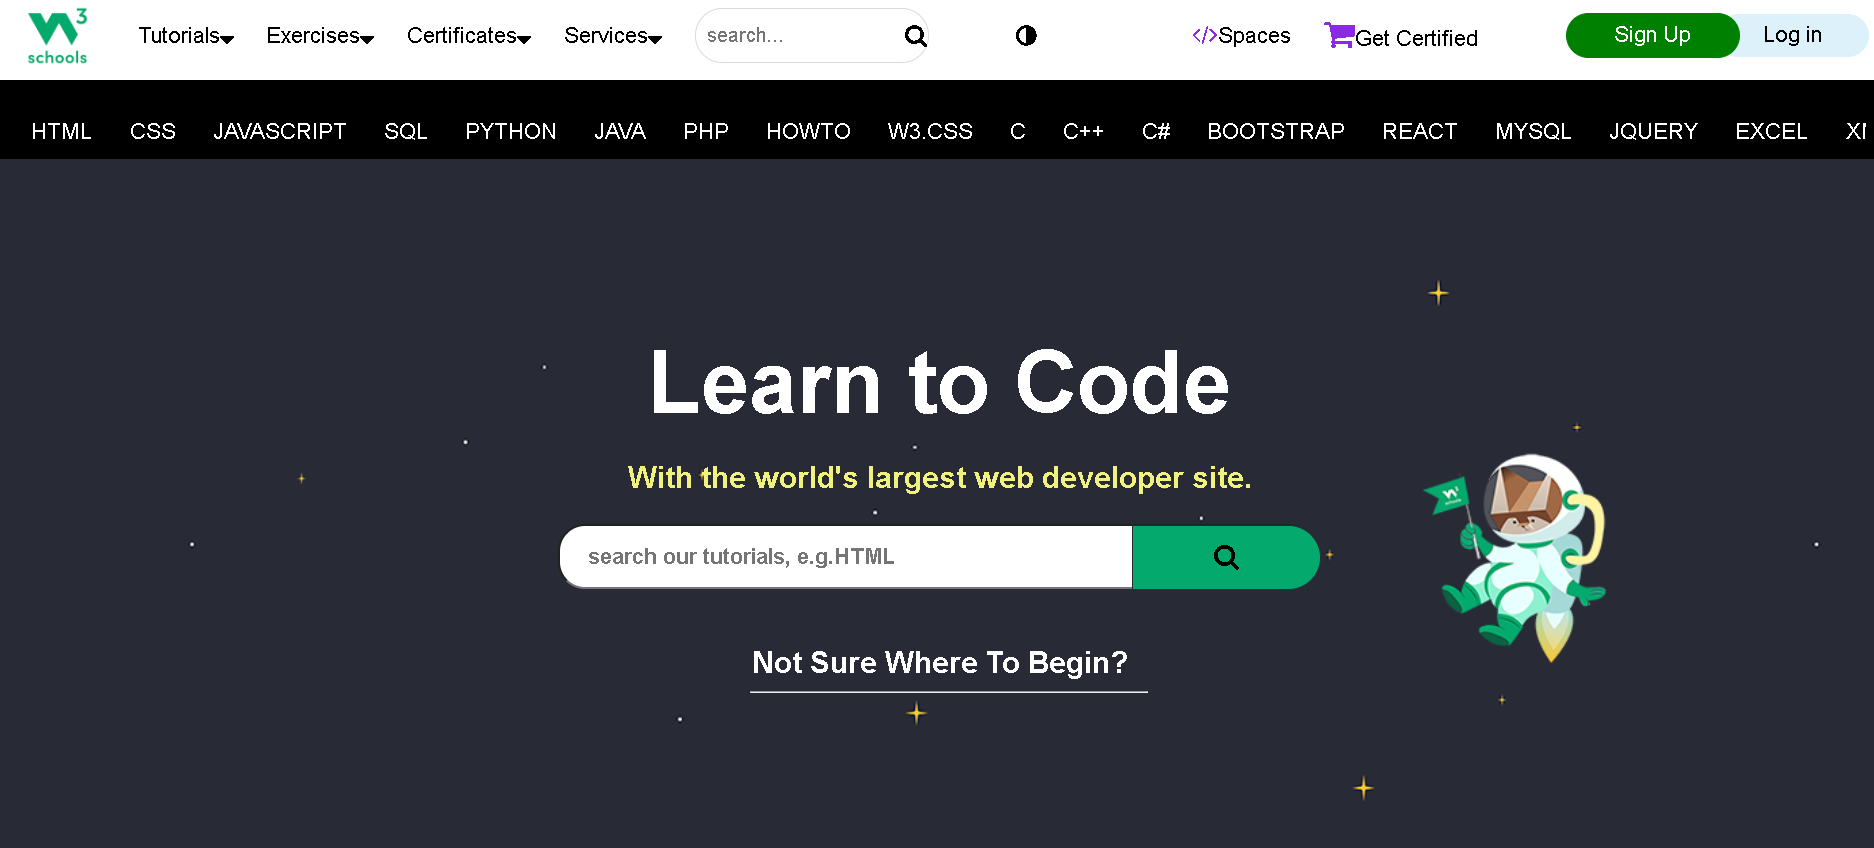 W3 schools
Tutorials Exercises Certificates Services search... </>Spaces Get Certified Sign Up Log in
HTML CSS JAVASCRIPT SQL PYTHON JAVA PHP HOWTO W3.CSS C C++ C# BOOTSTRAP REACT MYSQL JQUERY EXCEL
Learn to Code
With the world's largest web developer site.
W3 schools
search our tutorials, e.g.HTML
Not Sure Where To Begin?